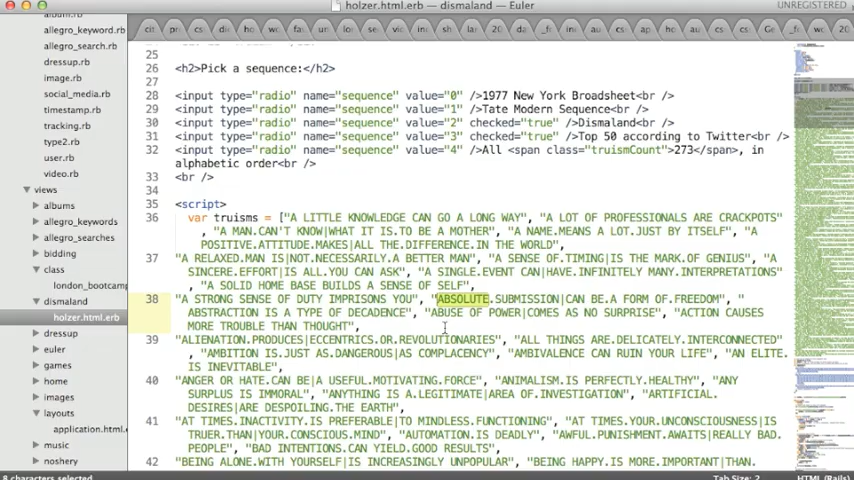 holzer.html.erb — dismaland — Euler
UNREGISTERED
album.rb
allegro_keyword.rb
allegro_search.rb
dressup.rb
image.rb
social_media.rb
timestamp.rb
tracking.rb
type2.rb
user.rb
video.rb
views
albums
allegro_keywords
allegro_searches
bidding
class
london_bootcamp
dismaland
holzer.html.erb
dressup
euler
games
home
images
layouts
application.html.
music
noshery
25
26 <h2>Pick a sequence:</h2>
27
28 <input type="radio" name="sequence" value="0" />1977 New York Broadsheet<br />
29 <input type="radio" name="sequence" value="1" />Tate Modern Sequence<br />
30 <input type="radio" name="sequence" value="2" checked="true" />Dismaland<br />
31 <input type="radio" name="sequence" value="3" checked="true" />Top 50 according to Twitter<br />
32 <input type="radio" name="sequence" value="4" />All <span class="truismCount">273</span>, in
alphabetic order<br />
33 <br />
34
35 <script>
36 var truisms = ["A LITTLE KNOWLEDGE CAN GO A LONG WAY", "A LOT OF PROFESSIONALS ARE CRACKPOTS"
, "A MAN.CAN'T KNOW|WHAT IT IS.TO BE A MOTHER", "A NAME.MEANS A LOT.JUST BY ITSELF", "A
POSITIVE.ATTITUDE.MAKES|ALL THE.DIFFERENCE.IN THE WORLD",
37 "A RELAXED.MAN IS|NOT.NECESSARILY.A BETTER MAN", "A SENSE OF.TIMING|IS THE.MARK OF.GENIUS", "A
SINCERE.EFFORT|IS ALL.YOU CAN ASK", "A SINGLE.EVENT CAN|HAVE.INFINITELY MANY.INTERPRETATIONS"
, "A SOLID HOME BASE BUILDS A SENSE OF SELF",
38 "A STRONG SENSE OF DUTY IMPRISONS YOU", "ABSOLUTE.SUBMISSION|CAN BE.A FORM OF.FREEDOM", "
ABSTRACTION IS A TYPE OF DECADENCE", "ABUSE OF POWER|COMES AS NO SURPRISE", "ACTION CAUSES
MORE TROUBLE THAN THOUGHT",
39 "ALIENATION.PRODUCES|ECCENTRICS.OR.REVOLUTIONARIES", "ALL THINGS ARE.DELICATELY.INTERCONNECTED"
, "AMBITION IS.JUST AS.DANGEROUS|AS COMPLACENCY", "AMBIVALENCE CAN RUIN YOUR LIFE", "AN ELITE.
IS INEVITABLE",
40 "ANGER OR HATE.CAN BE|A USEFUL.MOTIVATING.FORCE", "ANIMALISM.IS PERFECTLY.HEALTHY", "ANY
SURPLUS IS IMMORAL", "ANYTHING IS A.LEGITIMATE|AREA OF.INVESTIGATION", "ARTIFICIAL.
DESIRES|ARE DESPOILING.THE EARTH",
41 "AT TIMES.INACTIVITY.IS PREFERABLE|TO MINDLESS.FUNCTIONING", "AT TIMES.YOUR.UNCONSCIOUSNESS|IS
TRUER.THAN|YOUR.CONSCIOUS.MIND", "AUTOMATION.IS DEADLY", "AWFUL.PUNISHMENT.AWAITS|REALLY BAD.
PEOPLE", "BAD INTENTIONS.CAN YIELD.GOOD RESULTS",
42 "BEING ALONE.WITH YOURSELF|IS INCREASINGLY UNPOPULAR", "BEING HAPPY.IS MORE.IMPORTANT|THAN.
8 characters selected
Tab Size: 2
HTML (Rails)